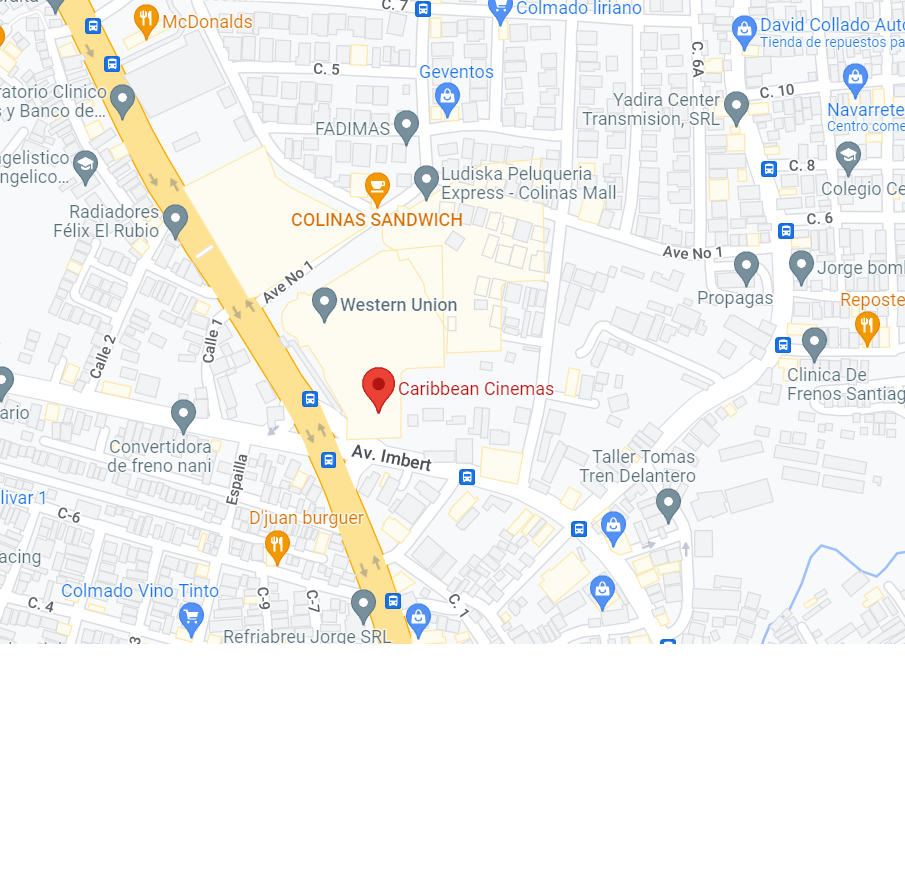 C. 7
Colmado Iiriano
McDonalds
David Collado Auto
Tienda de repuestos pa
C. 6A
C. 5
Geventos
ratorio Clinico
s y Banco de...
Yadira Center
Transmision, SRL
C. 10
Navarrete
Centro come
FADIMAS
ngelistico
ngelico...
C. 8
Ludiska Peluqueria
Express - Colinas Mall
Colegio Ce
Radiadores
Félix El Rubio
COLINAS SANDWICH
C. 6
Ave No 1
Ave No 1
Jorge bomb
Propagas
Western Union
Reposte
Calle 1
Calle 2
Clinica De
Frenos Santiag
Caribbean Cinemas
ario
Convertidora
de freno nani
Av. Imbert
Taller Tomas
Tren Delantero
Espailla
livar 1
C-6
D'juan burguer
acing
Colmado Vino Tinto
C-9
C-7
C. 1
C. 4
3
Refriabreu Jorge SRL